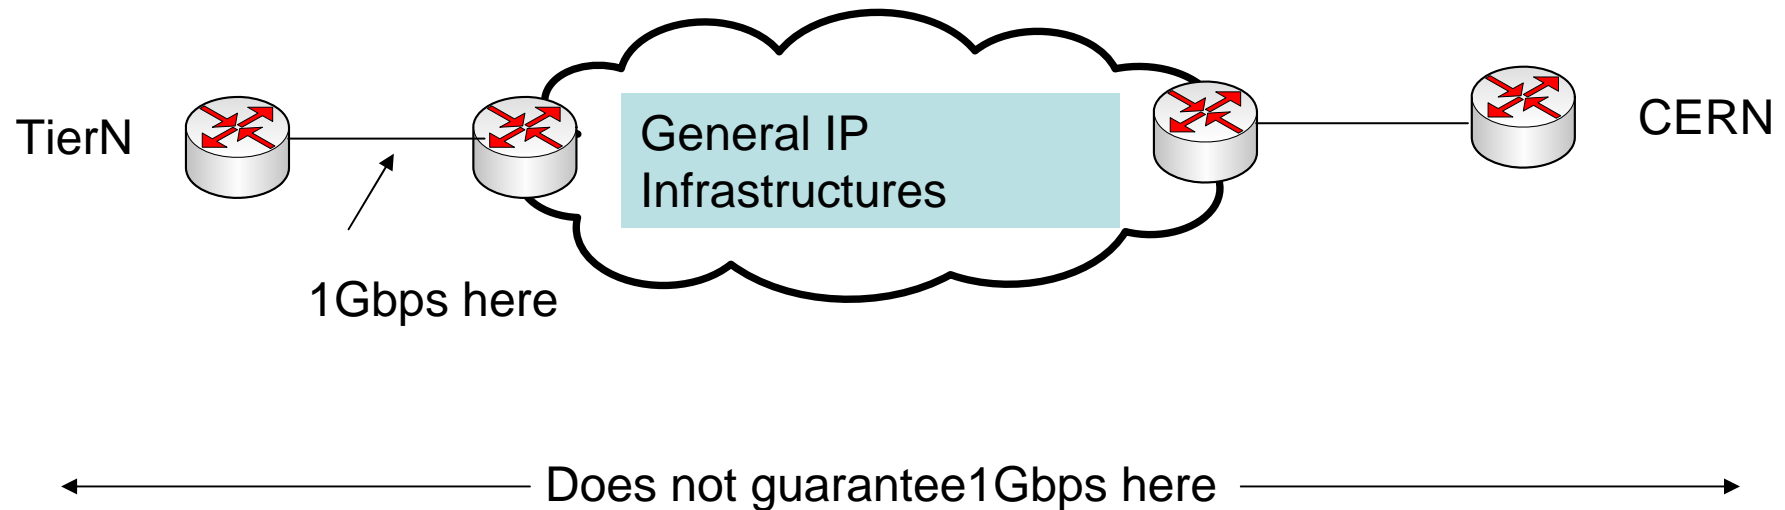 TierN
General IP
Infrastructures
CERN
1Gbps here
Does not guarantee1Gbps here